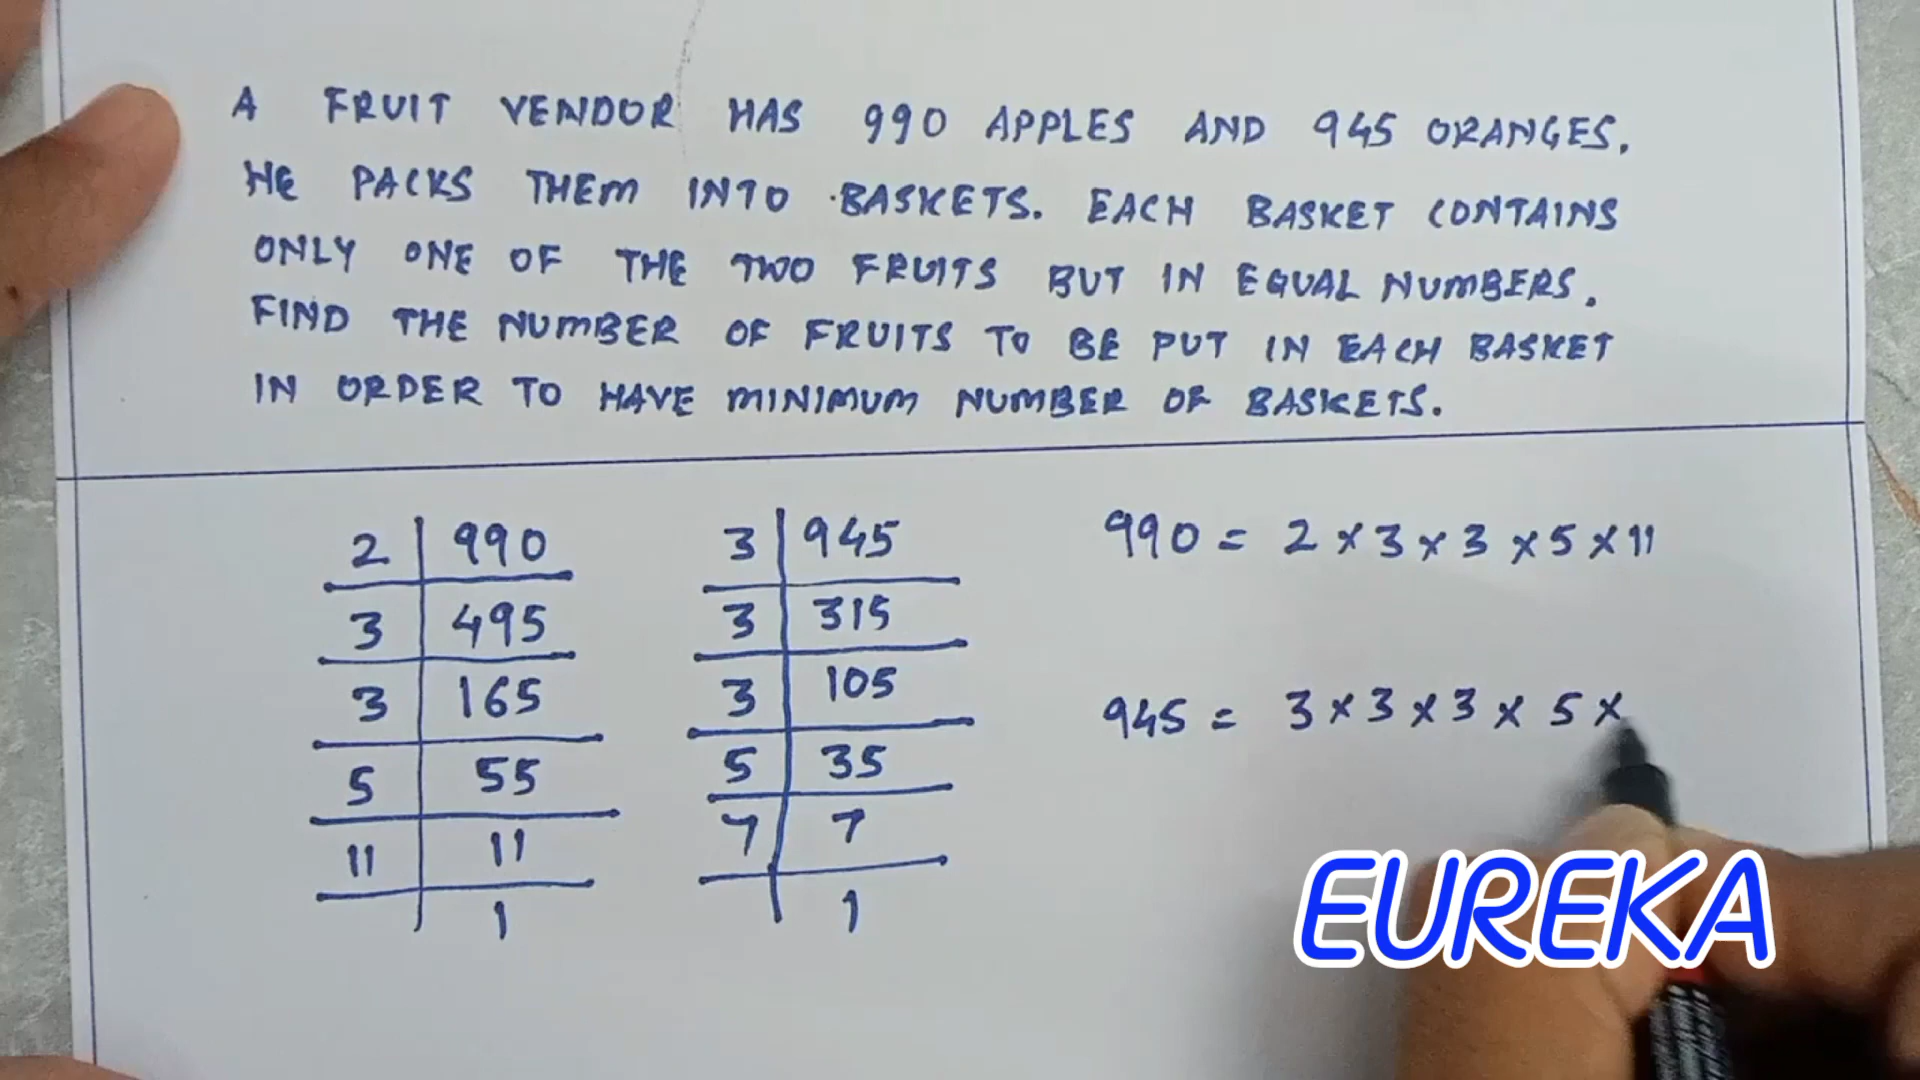 A FRUIT VENDOR HAS 990 APPLES AND 945 ORANGES.
HE PACKS THEM INTO BASKETS. EACH BASKET CONTAINS
ONLY ONE OF THE TWO FRUITS BUT IN EQUAL NUMBERS.
FIND THE NUMBER OF FRUITS TO BE PUT IN EACH BASKET
IN ORDER TO HAVE MINIMUM NUMBER OF BASKETS.
2 | 990
3 | 495
3 | 165
5 | 55
11 | 11
1
3 | 945
3 | 315
3 | 105
5 | 35
7 | 7
1
990 = 2 × 3 × 3 × 5 × 11
945 = 3 × 3 × 3 × 5 ×
EUREKA